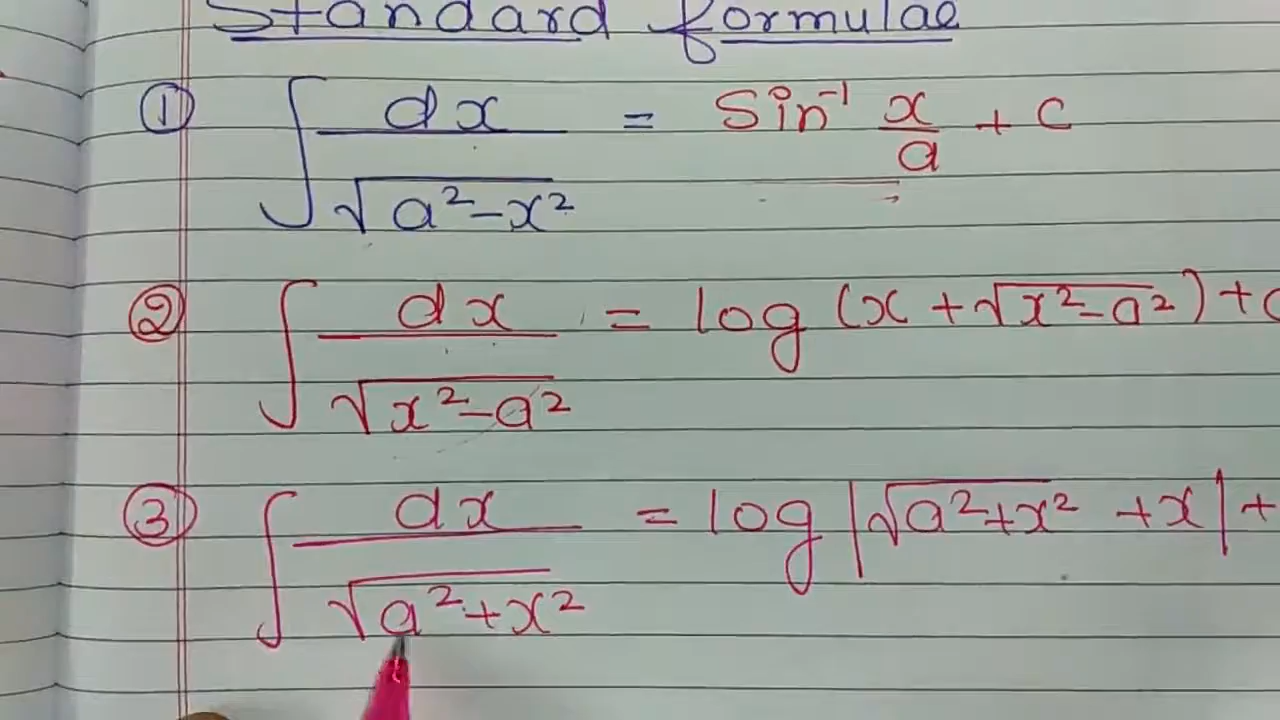 Standard formulae
① ∫ dx / √(a²-x²) = Sin⁻¹ x/a + C
② ∫ dx / √(x²-a²) = log (x + √(x²-a²)) + C
③ ∫ dx / √(a²+x²) = log |√(a²+x²) + x| +